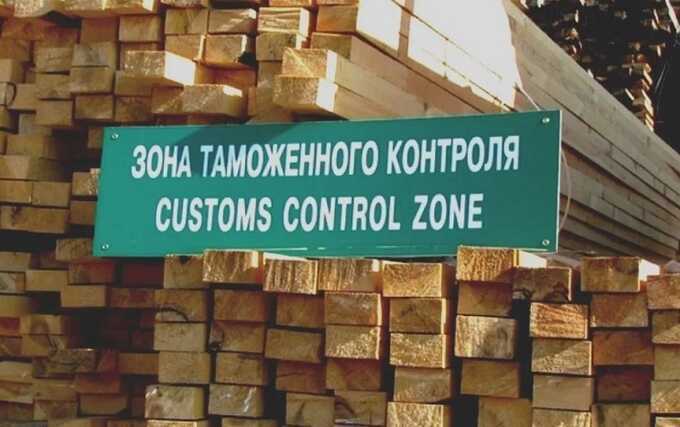 ЗОНА ТАМОЖЕННОГО КОНТРОЛЯ
CUSTOMS CONTROL ZONE